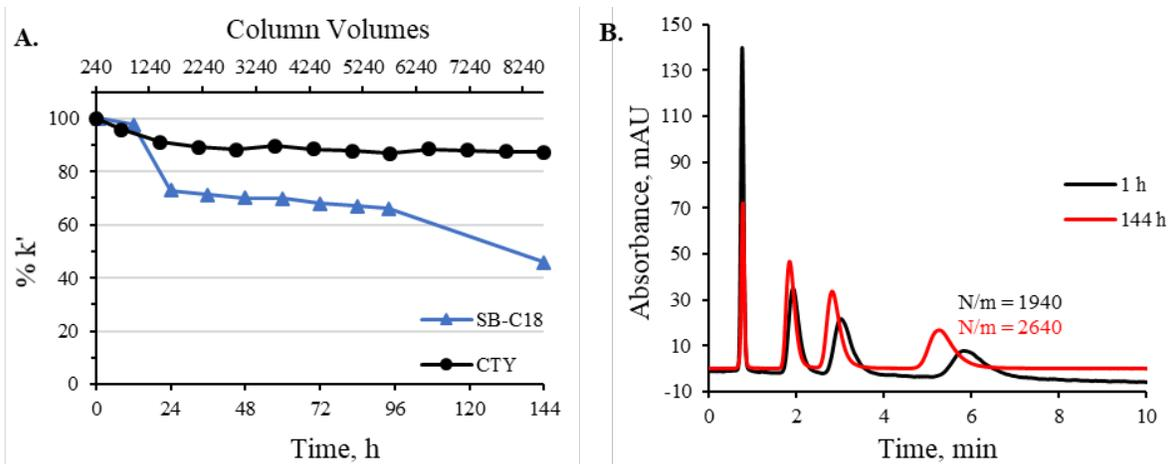 A.
Column Volumes
240 1240 2240 3240 4240 5240 6240 7240 8240
100
80
60
40
20
0
% k'
SB-C18
CTY
0 24 48 72 96 120 144
Time, h
B.
150
130
110
90
70
50
30
10
-10
Absorbance, mAU
1 h
144 h
N/m = 1940
N/m = 2640
0 2 4 6 8 10
Time, min